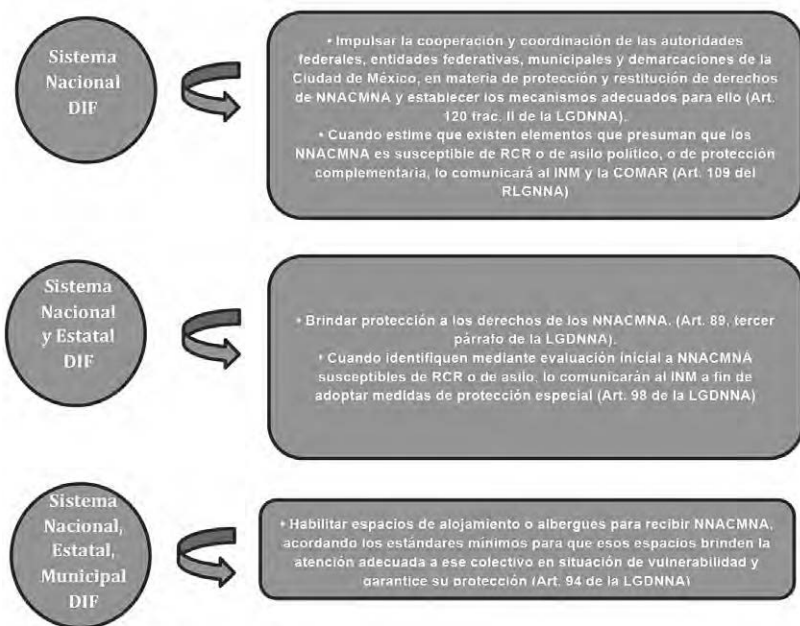 Sistema
Nacional
DIF
• Impulsar la cooperación y coordinación de las autoridades
federales, entidades federativas, municipales y demarcaciones de la
Ciudad de México, en materia de protección y restitución de derechos
de NNACMNA y establecer los mecanismos adecuados para ello (Art.
120 frac. II de la LGDNNA).
• Cuando estime que existen elementos que presuman que los
NNACMNA es susceptible de RCR o de asilo político, o de protección
complementaria, lo comunicará al INM y la COMAR (Art. 109 del
RLGNNA)
Sistema
Nacional
y Estatal
DIF
• Brindar protección a los derechos de los NNACMNA. (Art. 89, tercer
párrafo de la LGDNNA).
• Cuando identifiquen mediante evaluación inicial a NNACMNA
susceptibles de RCR o de asilo, lo comunicarán al INM a fin de
adoptar medidas de protección especial (Art. 98 de la LGDNNA)
Sistema
Nacional,
Estatal,
Municipal
DIF
• Habilitar espacios de alojamiento o albergues para recibir NNACMNA,
acordando los estándares mínimos para que esos espacios brinden la
atención adecuada a ese colectivo en situación de vulnerabilidad y
garantice su protección (Art. 94 de la LGDNNA)